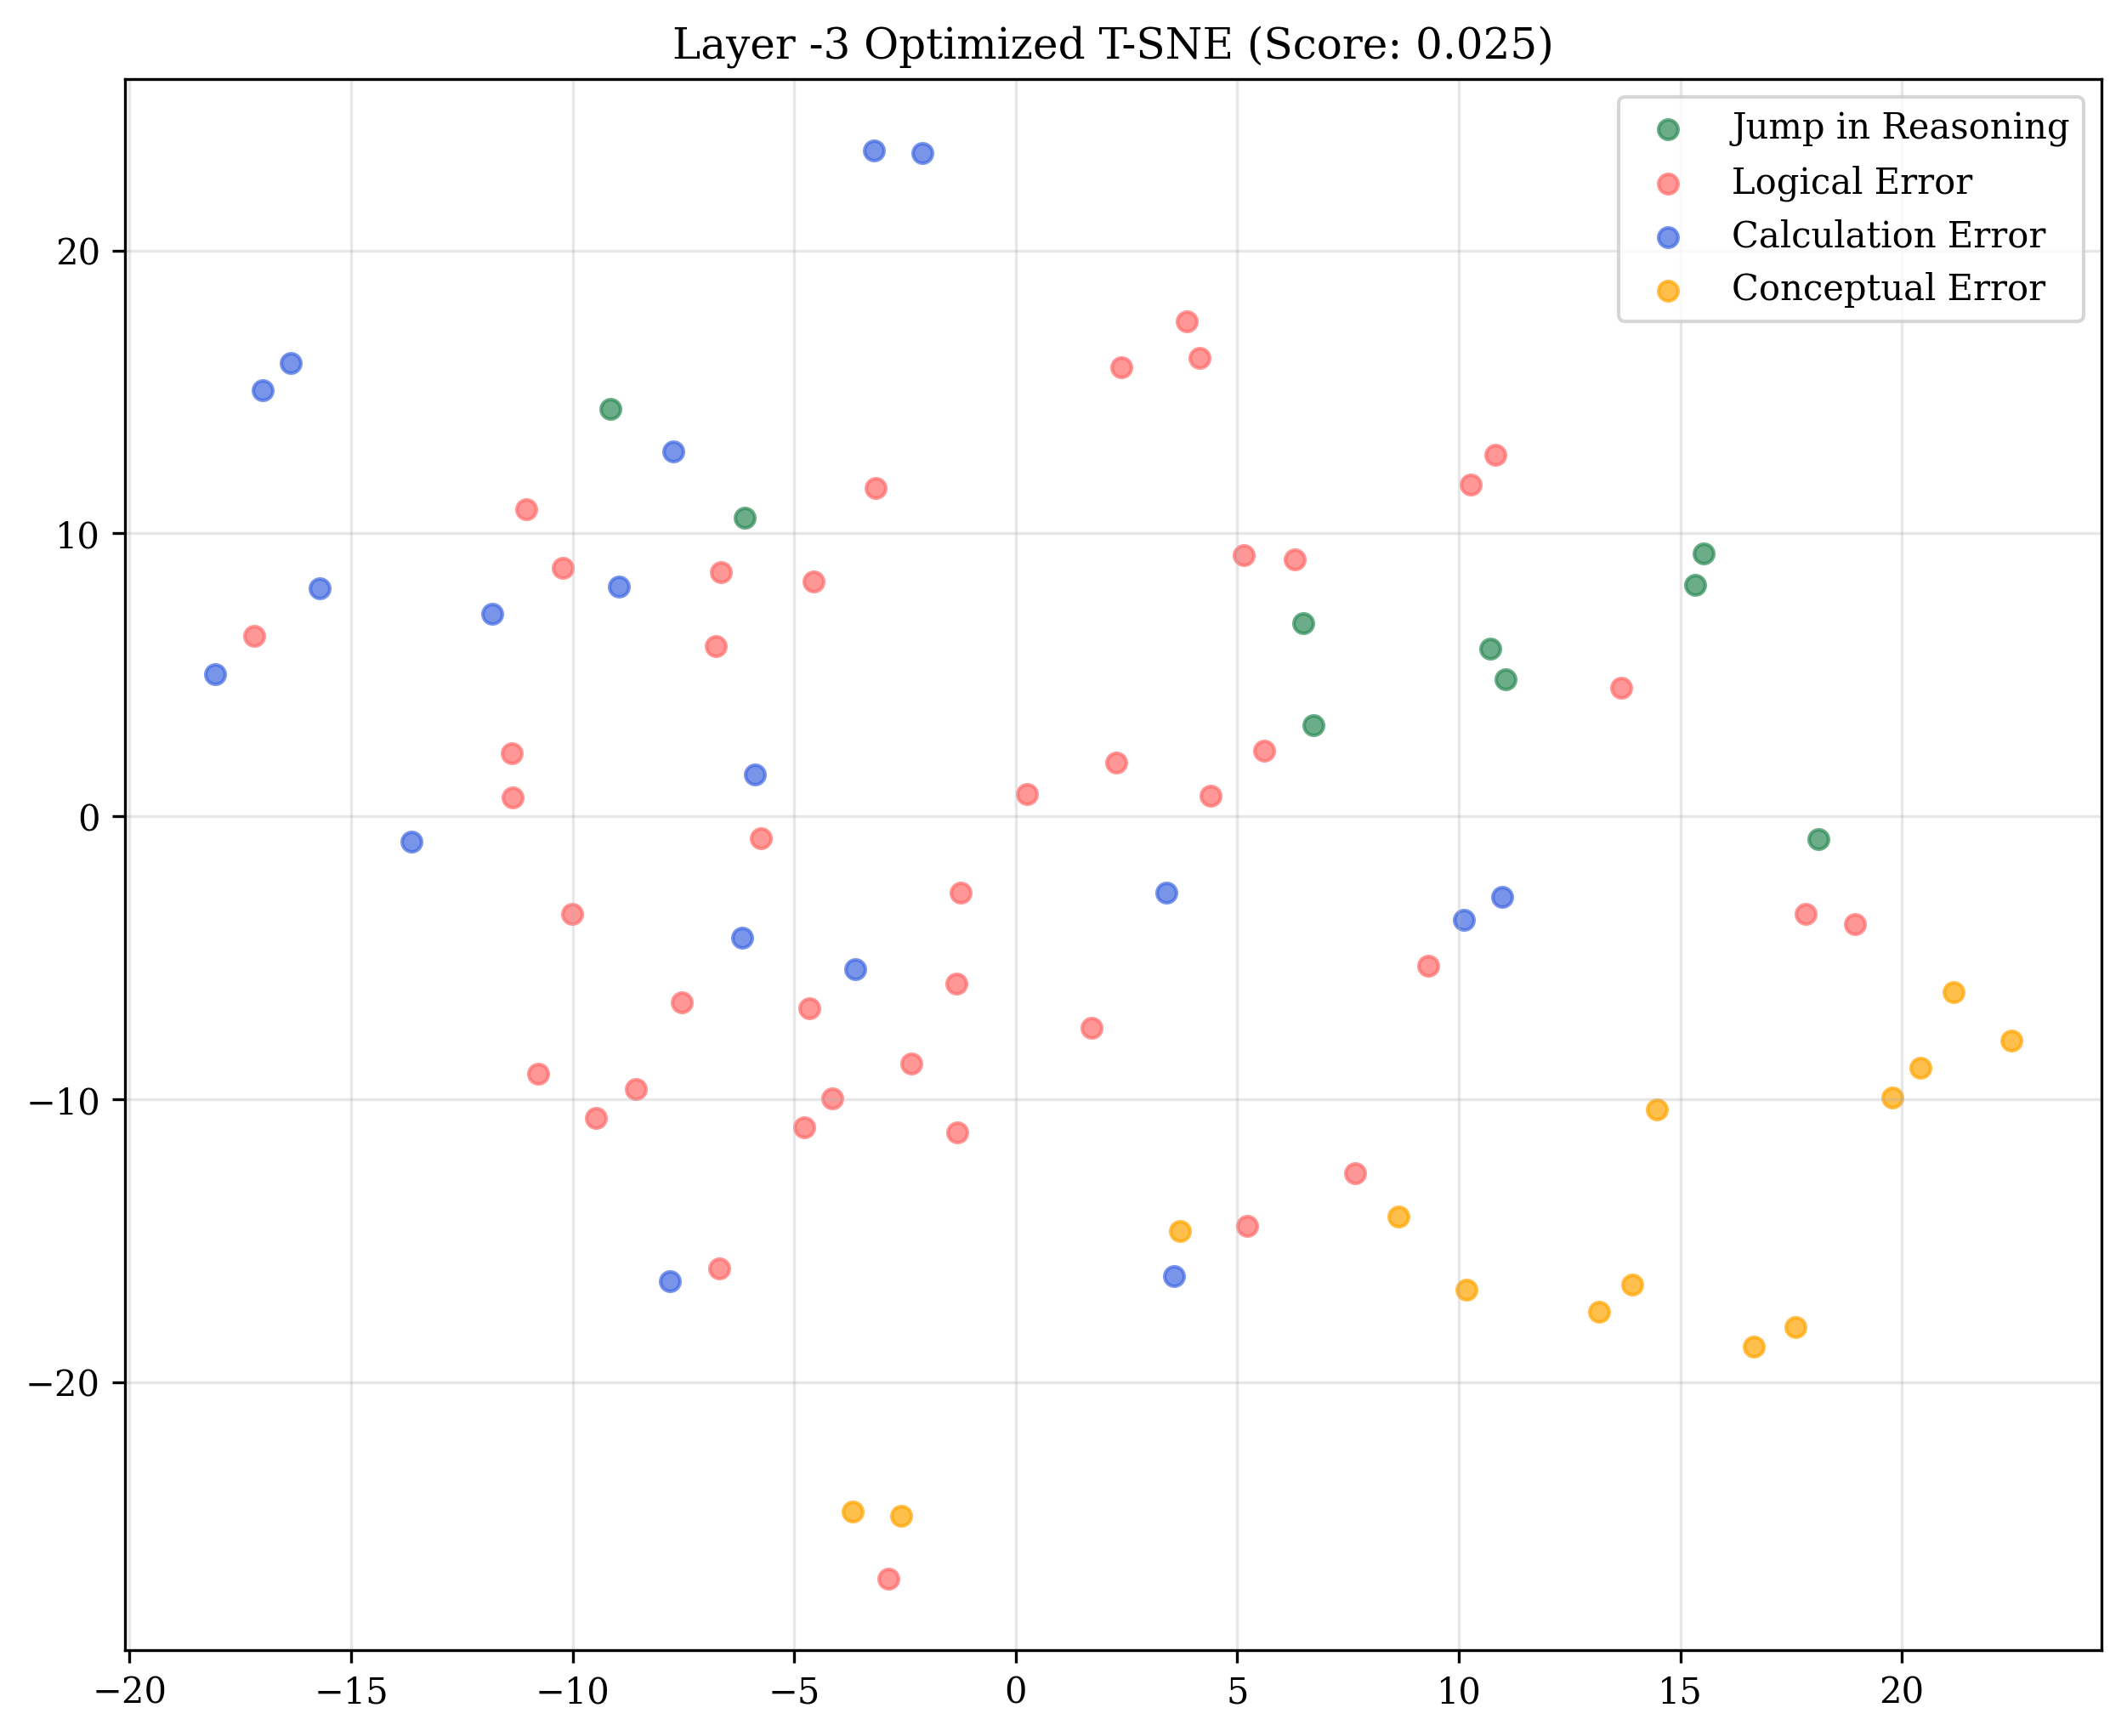 Layer -3 Optimized T-SNE (Score: 0.025)
Jump in Reasoning
Logical Error
Calculation Error
Conceptual Error
20
10
0
−10
−20
−20 −15 −10 −5 0 5 10 15 20